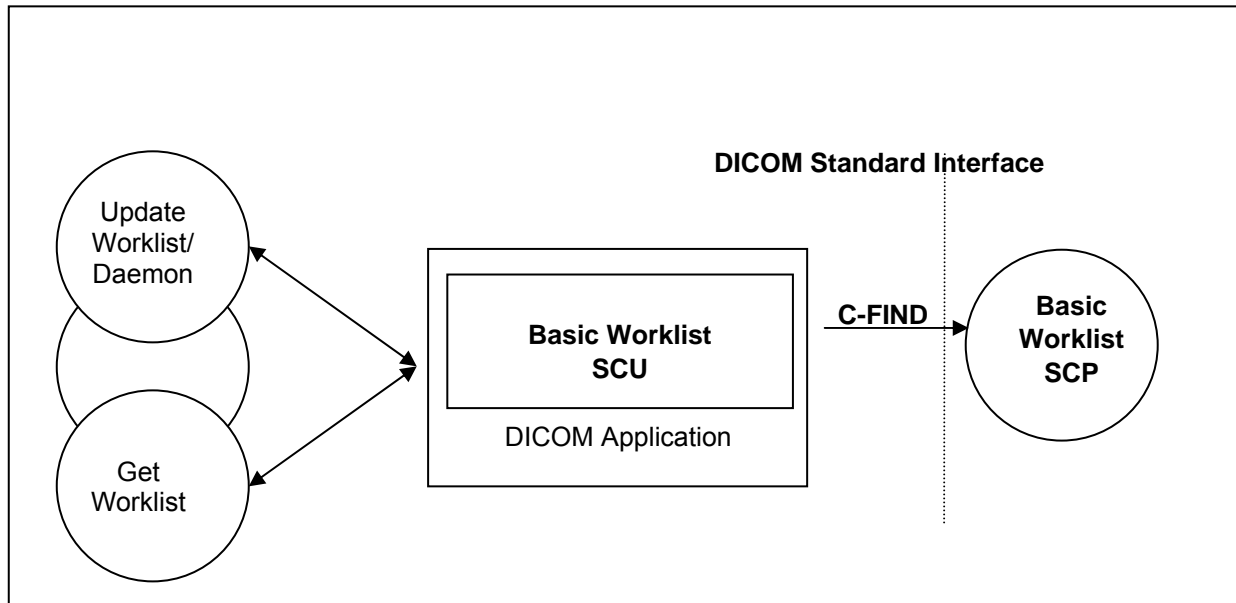 DICOM Standard Interface
Update
Worklist/
Daemon
C-FIND
Basic Worklist
SCU
DICOM Application
Basic
Worklist
SCP
Get
Worklist